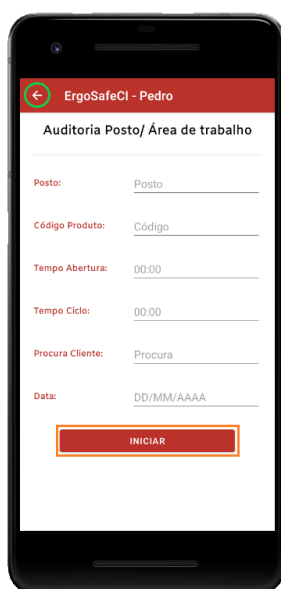 ErgoSafeCI - Pedro
Auditoria Posto/ Área de trabalho
Posto: Posto
Código Produto: Código
Tempo Abertura: 00:00
Tempo Ciclo: 00:00
Procura Cliente: Procura
Data: DD/MM/AAAA
INICIAR